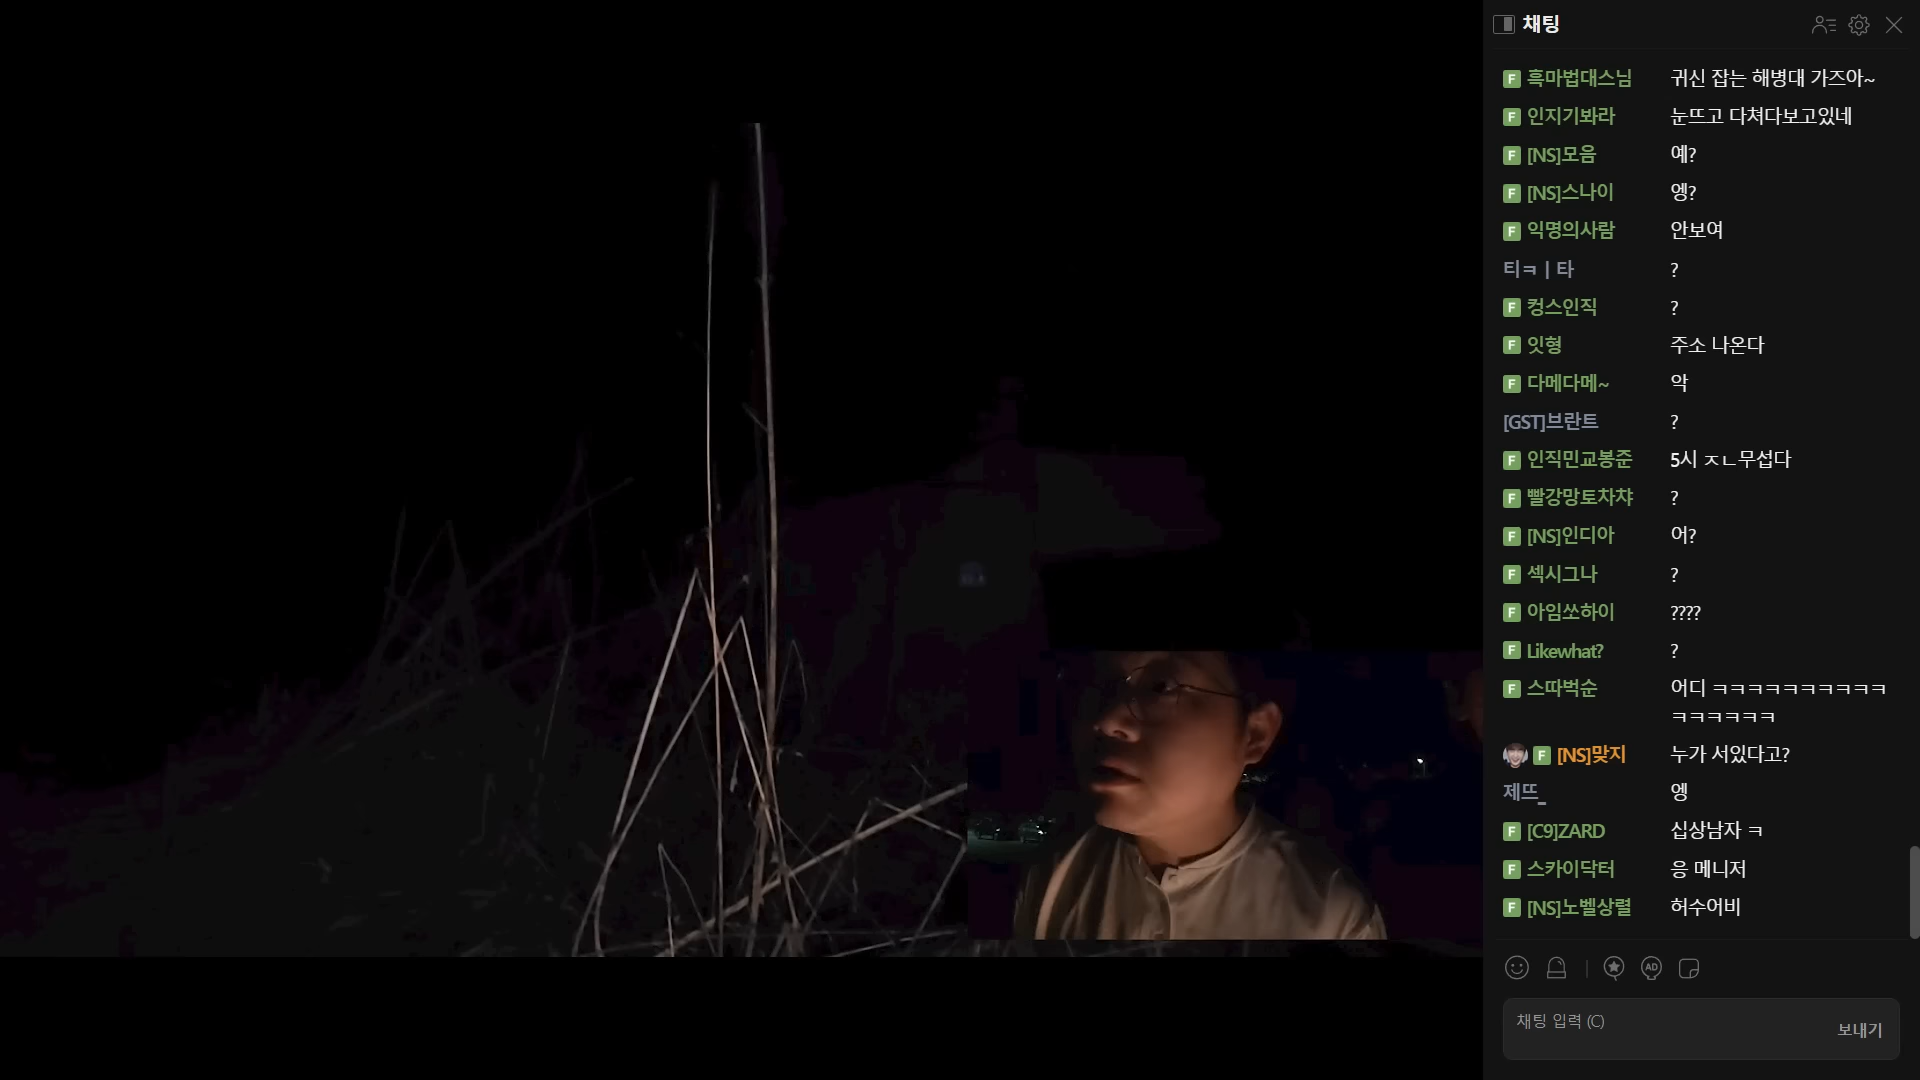 채팅
F 흑마법대스님 귀신 잡는 해병대 가즈아~
F 인지기봐라 눈뜨고 다쳐다보고있네
F [NS]모음 예?
F [NS]스나이 엥?
F 익명의사람 안보여
티ㅋ | 타 ?
F 컹스인직 ?
F 잇형 주소 나온다
F 다메다메~ 악
[GST]브란트 ?
F 인직민교봉준 5시 ㅈㄴ무섭다
F 빨강망토차챠 ?
F [NS]인디아 어?
F 섹시그나 ?
F 아임쏘하이 ????
F Likewhat? ?
F 스따벅순 어디 ㅋㅋㅋㅋㅋㅋㅋㅋㅋㅋ
ㅋㅋㅋㅋㅋㅋ
F [NS]맞지 누가 서있다고?
제뜨_ 엥
F [C9]ZARD 십상남자 ㅋ
F 스카이닥터 응 메니저
F [NS]노벨상렬 허수어비
AD
채팅 입력 (C)
보내기